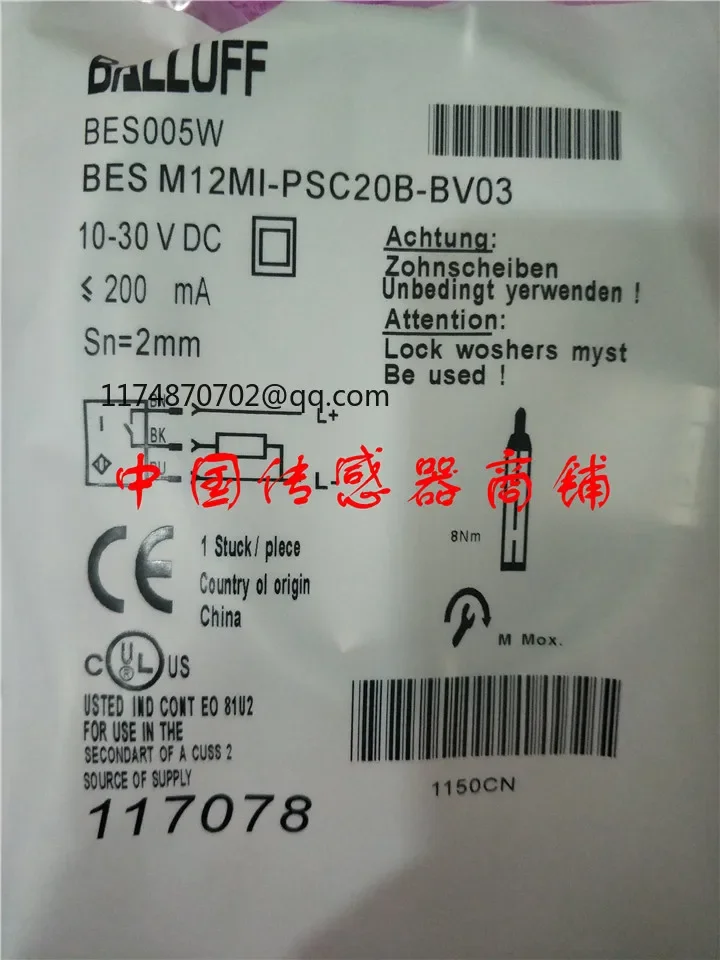 BALLUFF
BES005W
BES M12MI-PSC20B-BV03
10-30 V DC
≤ 200 mA
Sn=2mm
Achtung:
Zohnscheiben
Unbedingt yerwenden !
Attention:
Lock woshers myst
Be used !
1174870702@qq.com
BN
L+
BK
BU
L-
中国传感器商铺
8Nm
CE
1 Stuck/ plece
Country ol origin
China
M Mox.
C UL ® US
USTED IND CONT EO 81U2
FOR USE IN THE
SECONDART OF A CUSS 2
SOURCE OF SUPPLY
117078
1150CN